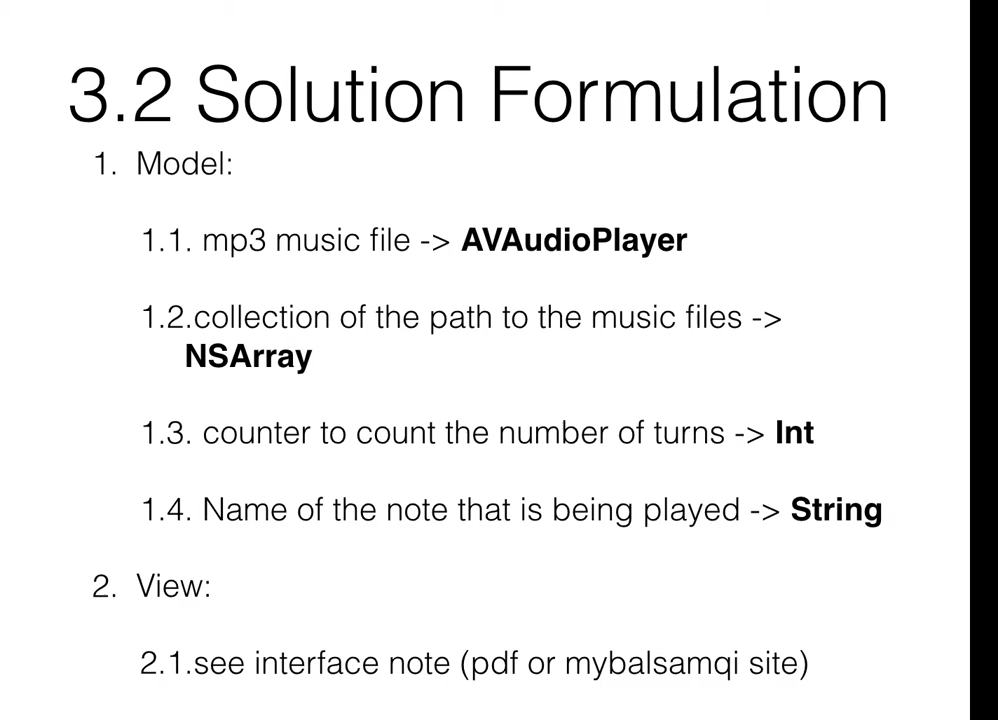 3.2 Solution Formulation
1. Model:
1.1. mp3 music file -> AVAudioPlayer
1.2.collection of the path to the music files ->
NSArray
1.3. counter to count the number of turns -> Int
1.4. Name of the note that is being played -> String
2. View:
2.1.see interface note (pdf or mybalsamqi site)